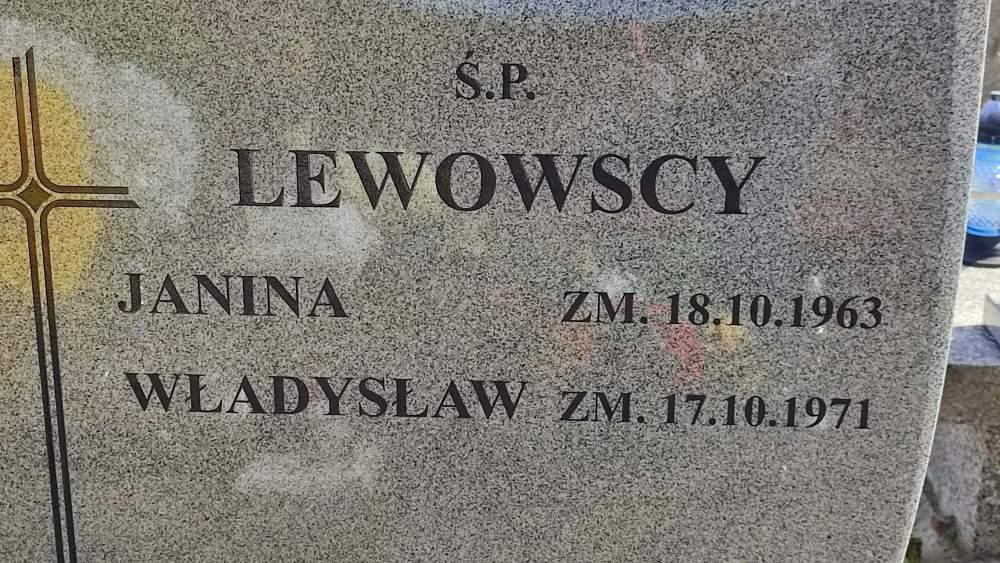 Ś.P.
LEWOWSCY
JANINA ZM. 18.10.1963
WŁADYSŁAW ZM. 17.10.1971